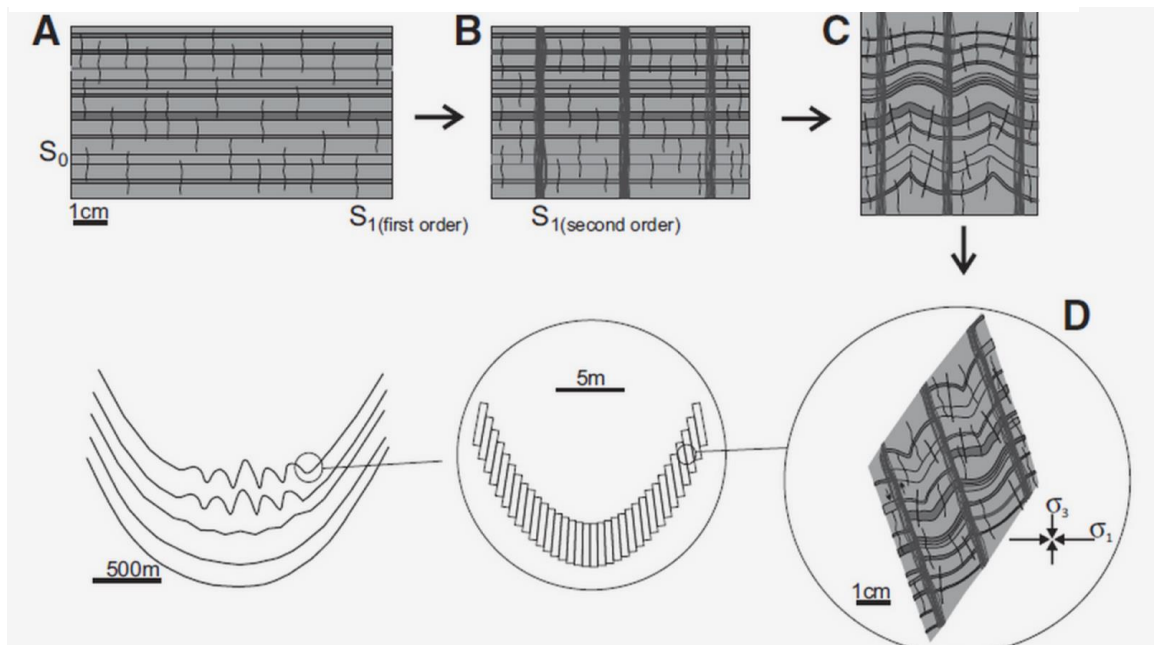 A
B
C
S0
1cm
S1(first order)
S1(second order)
D
5m
σ3
σ1
500m
1cm